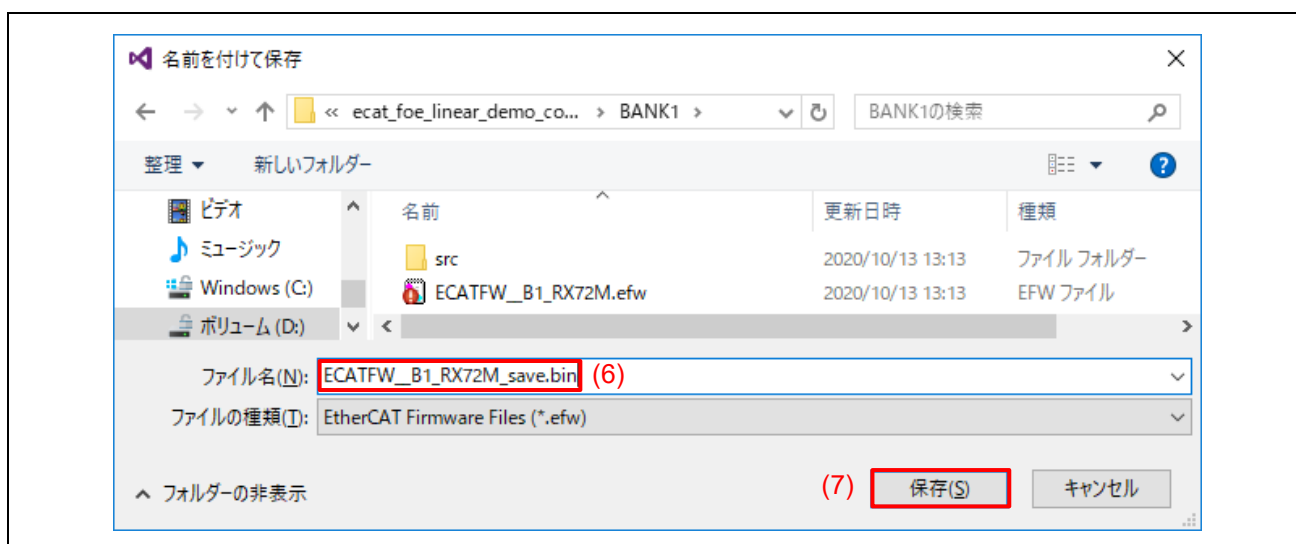 名前を付けて保存
« ecat_foe_linear_demo_co... > BANK1 > BANK1の検索
整理 新しいフォルダー
ビデオ 名前 更新日時 種類
ミュージック src 2020/10/13 13:13 ファイル フォルダー
Windows (C:) ECATFW__B1_RX72M.efw 2020/10/13 13:13 EFW ファイル
ボリューム (D:)
ファイル名(N): ECATFW__B1_RX72M_save.bin (6)
ファイルの種類(T): EtherCAT Firmware Files (*.efw)
フォルダーの非表示 (7) 保存(S) キャンセル